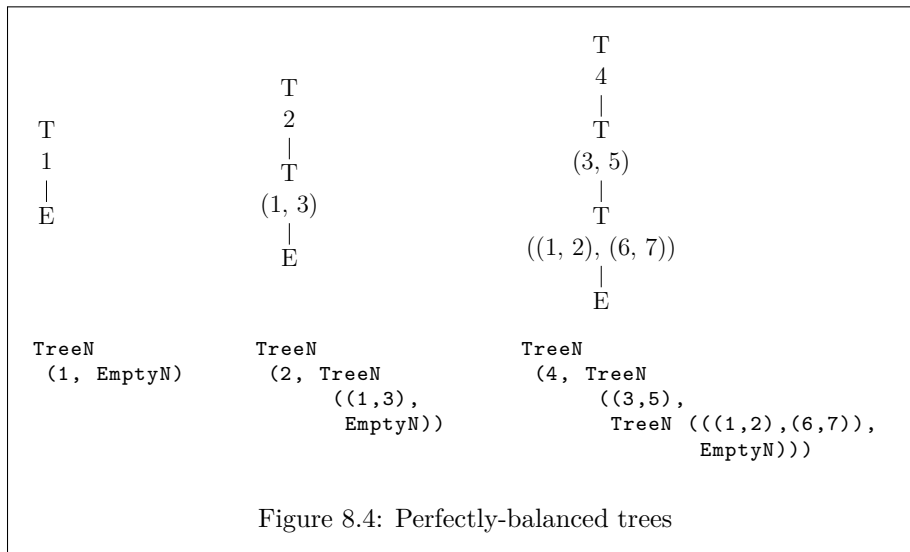 T
1
E
T
2
T
(1, 3)
E
T
4
T
(3, 5)
T
((1, 2), (6, 7))
E
TreeN
(1, EmptyN)
TreeN
(2, TreeN
((1,3),
EmptyN))
TreeN
(4, TreeN
((3,5),
TreeN (((1,2),(6,7)),
EmptyN)))
Figure 8.4: Perfectly-balanced trees